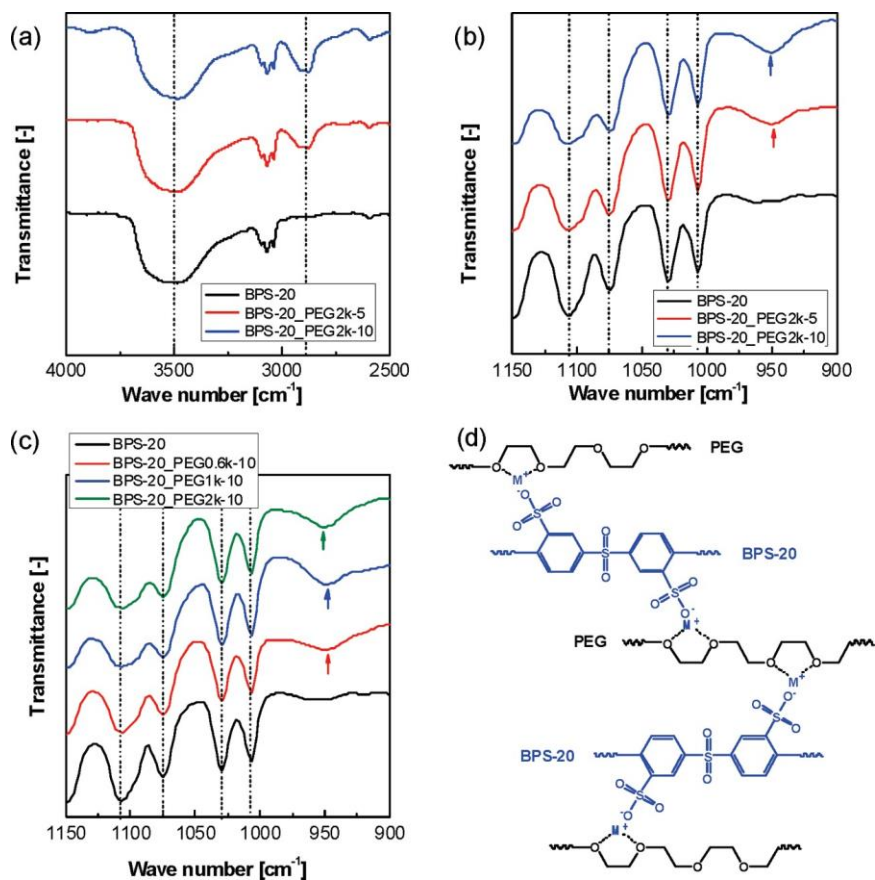 (a)
Transmittance [-]
BPS-20
BPS-20_PEG2k-5
BPS-20_PEG2k-10
4000 3500 3000 2500
Wave number [cm⁻¹]
(b)
Transmittance [-]
BPS-20
BPS-20_PEG2k-5
BPS-20_PEG2k-10
1150 1100 1050 1000 950 900
Wave number [cm⁻¹]
(c)
BPS-20
BPS-20_PEG0.6k-10
BPS-20_PEG1k-10
BPS-20_PEG2k-10
Transmittance [-]
1150 1100 1050 1000 950 900
Wave number [cm⁻¹]
(d)
O O PEG
O O
M+
-O
O S O
O S O
BPS-20
O S O
O-
M+
PEG
O O O O O
M+
O-
O S O
BPS-20
O S O
O S O
-O
M+
O O O O